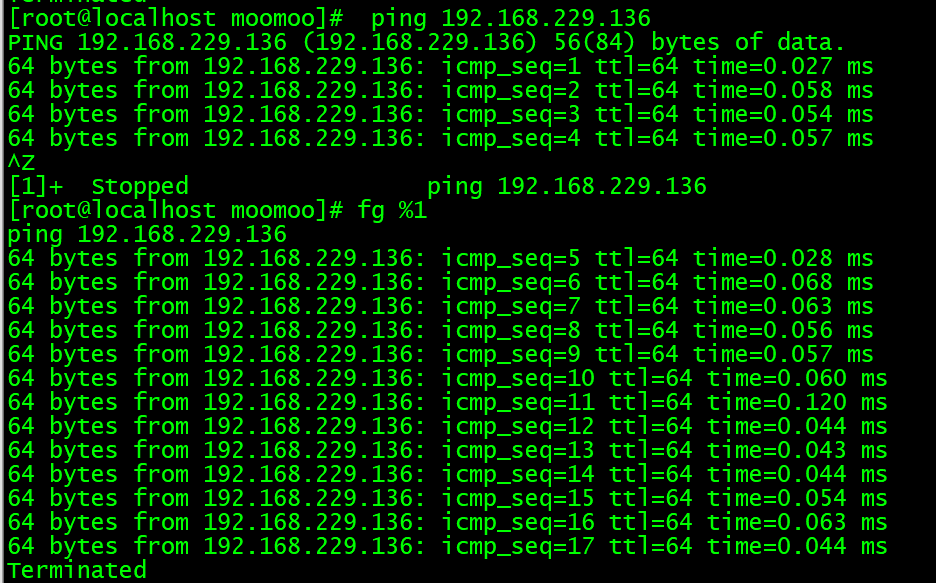 Terminated
[root@localhost moomoo]#  ping 192.168.229.136
PING 192.168.229.136 (192.168.229.136) 56(84) bytes of data.
64 bytes from 192.168.229.136: icmp_seq=1 ttl=64 time=0.027 ms
64 bytes from 192.168.229.136: icmp_seq=2 ttl=64 time=0.058 ms
64 bytes from 192.168.229.136: icmp_seq=3 ttl=64 time=0.054 ms
64 bytes from 192.168.229.136: icmp_seq=4 ttl=64 time=0.057 ms
^Z
[1]+  Stopped                 ping 192.168.229.136
[root@localhost moomoo]# fg %1
ping 192.168.229.136
64 bytes from 192.168.229.136: icmp_seq=5 ttl=64 time=0.028 ms
64 bytes from 192.168.229.136: icmp_seq=6 ttl=64 time=0.068 ms
64 bytes from 192.168.229.136: icmp_seq=7 ttl=64 time=0.063 ms
64 bytes from 192.168.229.136: icmp_seq=8 ttl=64 time=0.056 ms
64 bytes from 192.168.229.136: icmp_seq=9 ttl=64 time=0.057 ms
64 bytes from 192.168.229.136: icmp_seq=10 ttl=64 time=0.060 ms
64 bytes from 192.168.229.136: icmp_seq=11 ttl=64 time=0.120 ms
64 bytes from 192.168.229.136: icmp_seq=12 ttl=64 time=0.044 ms
64 bytes from 192.168.229.136: icmp_seq=13 ttl=64 time=0.043 ms
64 bytes from 192.168.229.136: icmp_seq=14 ttl=64 time=0.044 ms
64 bytes from 192.168.229.136: icmp_seq=15 ttl=64 time=0.054 ms
64 bytes from 192.168.229.136: icmp_seq=16 ttl=64 time=0.063 ms
64 bytes from 192.168.229.136: icmp_seq=17 ttl=64 time=0.044 ms
Terminated